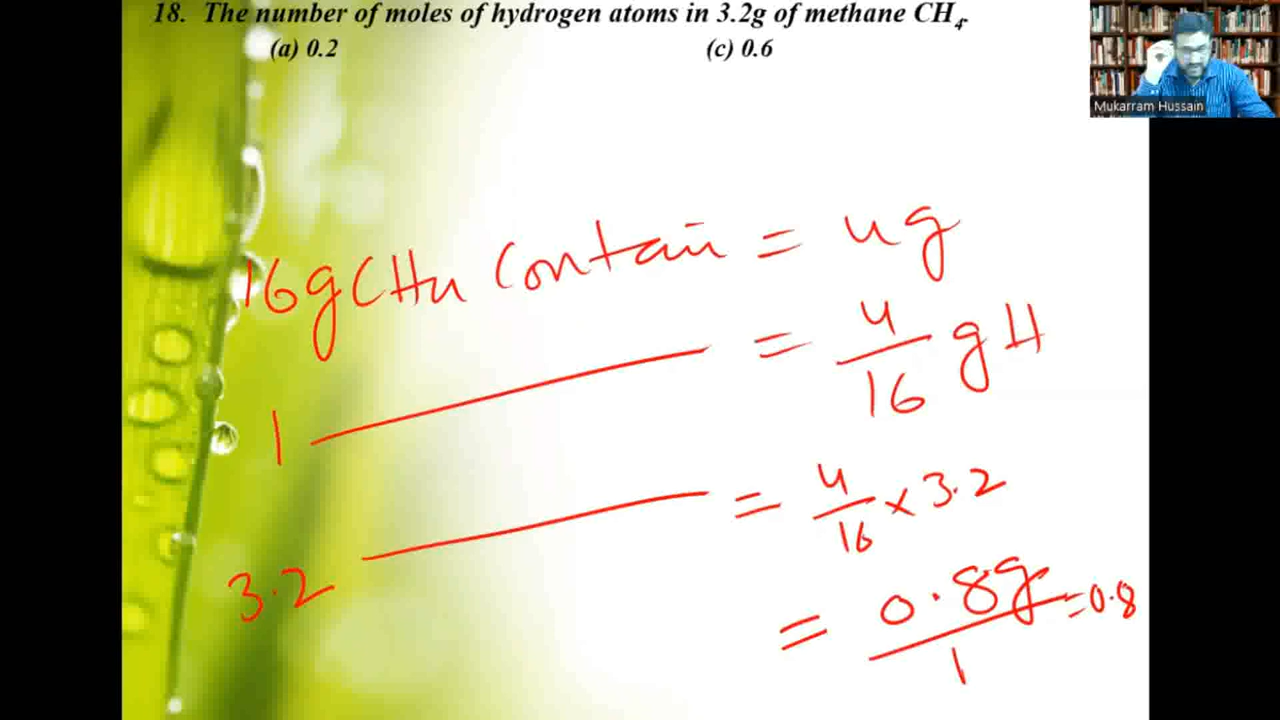 18. The number of moles of hydrogen atoms in 3.2g of methane CH4.
(a) 0.2 (c) 0.6
Mukarram Hussain
16g CH4 Contain = 4g
1 = 4/16 g H
3.2 = 4/16 × 3.2
= 0.8g/1 = 0.8